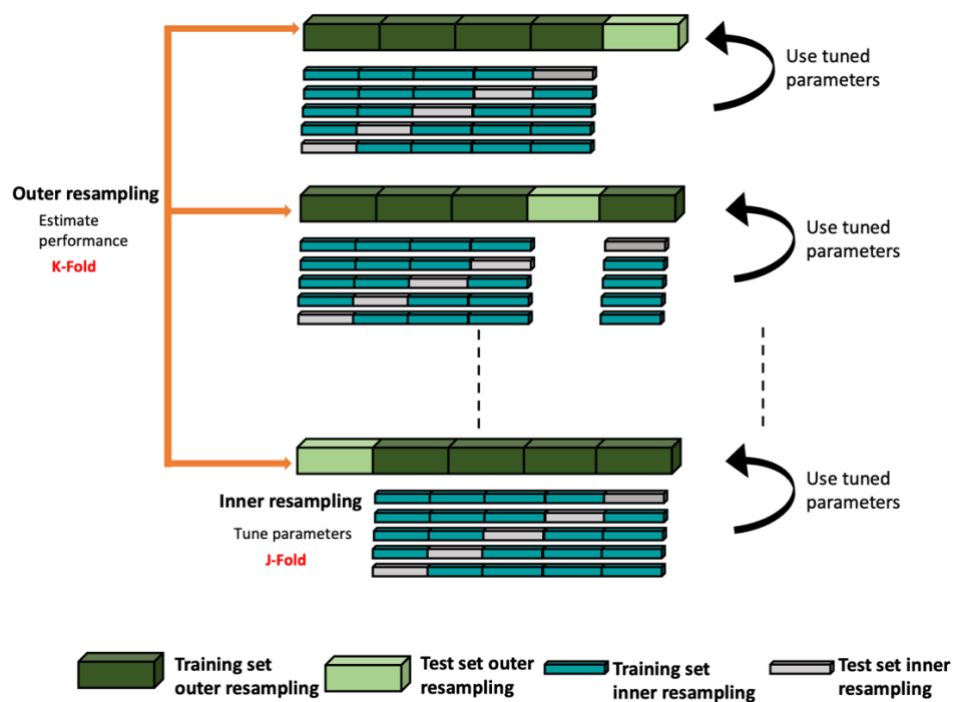 Use tuned
parameters
Outer resampling
Estimate
performance
K-Fold
Use tuned
parameters
Inner resampling
Tune parameters
J-Fold
Use tuned
parameters
Training set
outer resampling
Test set outer
resampling
Training set
inner resampling
Test set inner
resampling